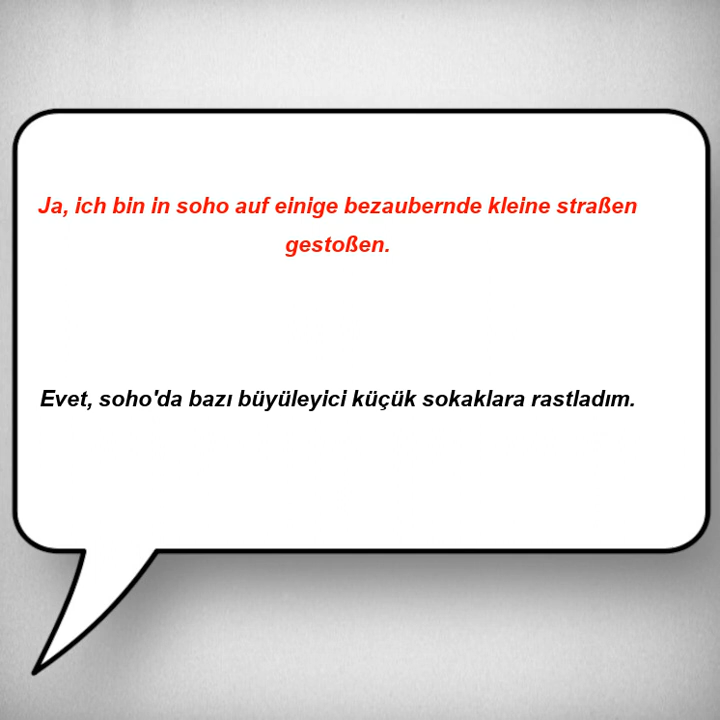 Ja, ich bin in soho auf einige bezaubernde kleine straßen
gestoßen.
Evet, soho'da bazı büyüleyici küçük sokaklara rastladım.